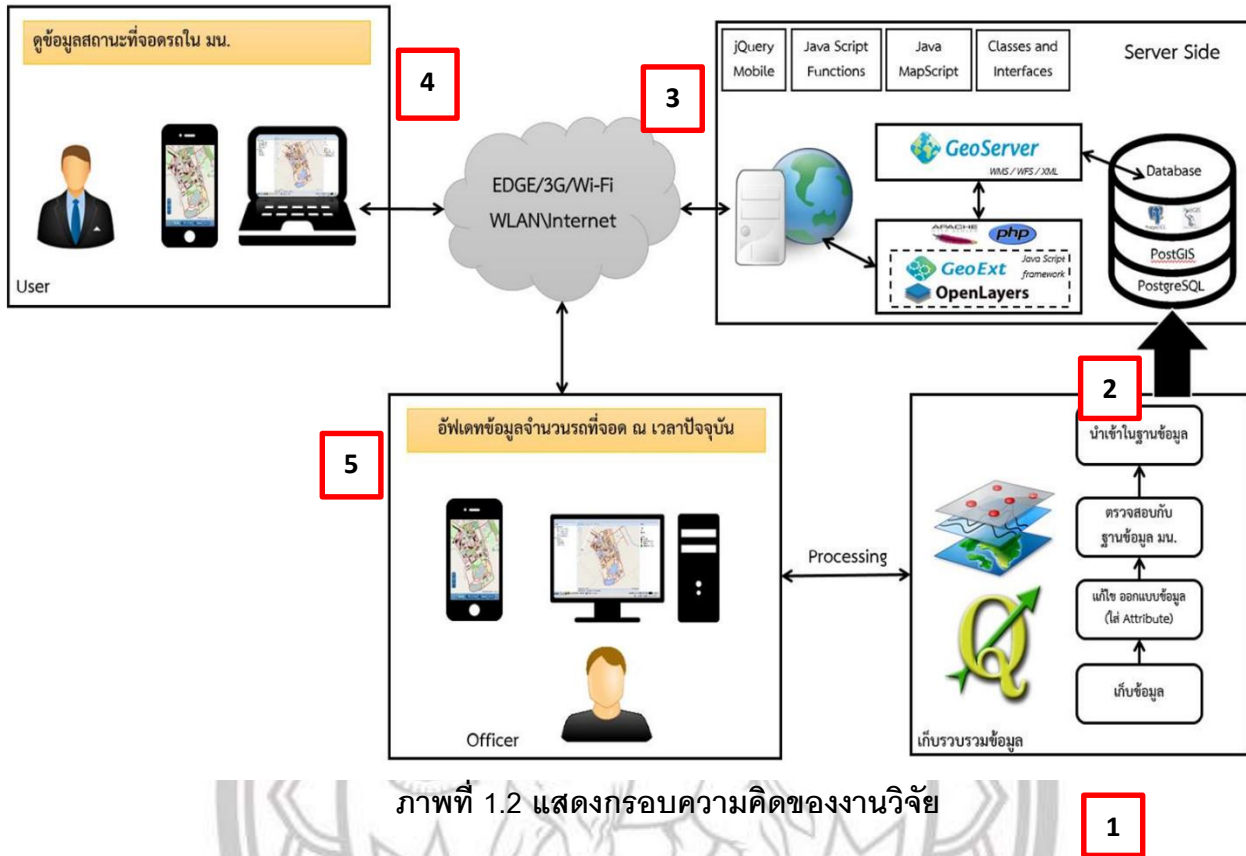 ดูข้อมูลสถานะที่จอดรถใน มน.
User
4
EDGE/3G/Wi-Fi
WLAN\Internet
3
jQuery
Mobile
Java Script
Functions
Java
MapScript
Classes and
Interfaces
Server Side
GeoServer
WMS / WFS / XML
APACHE
php
GeoExt
Java Script
framework
OpenLayers
Database
PostGIS
PostgreSQL
5
อัฟเดทข้อมูลจำนวนรถที่จอด ณ เวลาปัจจุบัน
Officer
Processing
2
นำเข้าในฐานข้อมูล
ตรวจสอบกับ
ฐานข้อมูล มน.
แก้ไข ออกแบบข้อมูล
(ใส่ Attribute)
เก็บข้อมูล
เก็บรวบรวมข้อมูล
ภาพที่ 1.2 แสดงกรอบความคิดของงานวิจัย
1